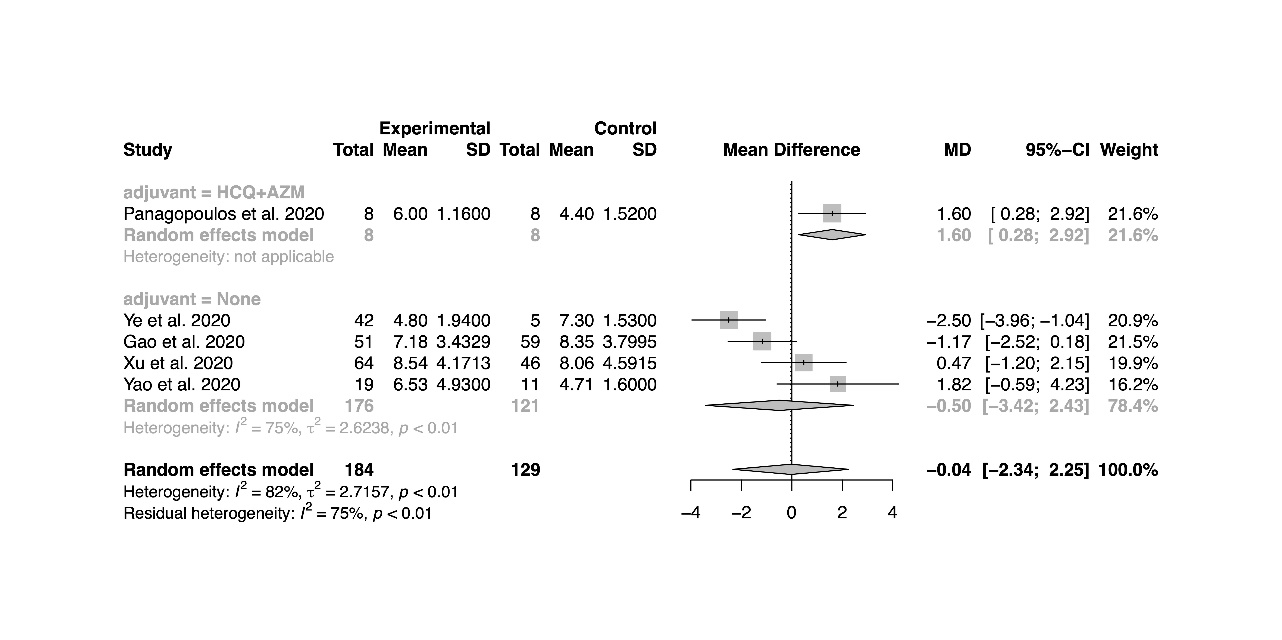 Experimental Control
Study Total Mean SD Total Mean SD Mean Difference MD 95%−CI Weight
adjuvant = HCQ+AZM
Panagopoulos et al. 2020 8 6.00 1.1600 8 4.40 1.5200 1.60 [ 0.28; 2.92] 21.6%
Random effects model 8 8 1.60 [ 0.28; 2.92] 21.6%
Heterogeneity: not applicable
adjuvant = None
Ye et al. 2020 42 4.80 1.9400 5 7.30 1.5300 −2.50 [−3.96; −1.04] 20.9%
Gao et al. 2020 51 7.18 3.4329 59 8.35 3.7995 −1.17 [−2.52; 0.18] 21.5%
Xu et al. 2020 64 8.54 4.1713 46 8.06 4.5915 0.47 [−1.20; 2.15] 19.9%
Yao et al. 2020 19 6.53 4.9300 11 4.71 1.6000 1.82 [−0.59; 4.23] 16.2%
Random effects model 176 121 −0.50 [−3.42; 2.43] 78.4%
Heterogeneity: I² = 75%, τ² = 2.6238, p < 0.01
Random effects model 184 129 −0.04 [−2.34; 2.25] 100.0%
Heterogeneity: I² = 82%, τ² = 2.7157, p < 0.01
Residual heterogeneity: I² = 75%, p < 0.01
−4 −2 0 2 4